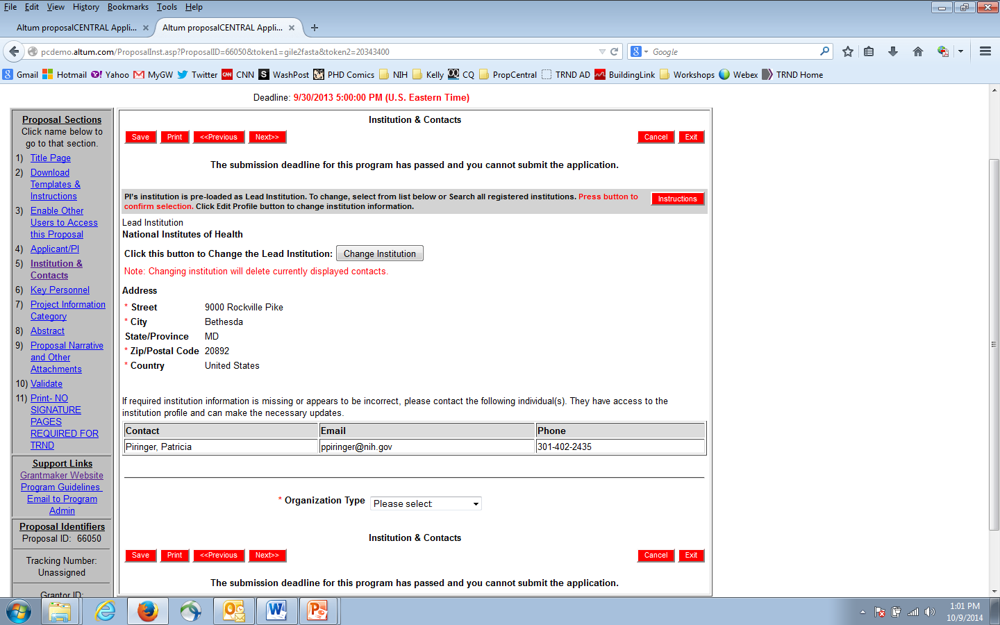 File Edit View History Bookmarks Tools Help
Altum proposalCENTRAL Appli... × Altum proposalCENTRAL Appli... × +
pcdemo.altum.com/ProposalInst.asp?ProposalID=66050&token1=gile2fasta&token2=20343400 Google
Gmail Hotmail Yahoo MyGW Twitter CNN WashPost PHD Comics NIH Kelly CQ PropCentral TRND AD BuildingLink Workshops Webex TRND Home
Deadline: 9/30/2013 5:00:00 PM (U.S. Eastern Time)
Proposal Sections
Click name below to
go to that section.
1) Title Page
2) Download
Templates &
Instructions
3) Enable Other
Users to Access
this Proposal
4) Applicant/PI
5) Institution &
Contacts
6) Key Personnel
7) Project Information
Category
8) Abstract
9) Proposal Narrative
and Other
Attachments
10) Validate
11) Print- NO
SIGNATURE
PAGES
REQUIRED FOR
TRND
Support Links
Grantmaker Website
Program Guidelines
Email to Program
Admin
Proposal Identifiers
Proposal ID: 66050
Tracking Number:
Unassigned
Grantor ID:
Institution & Contacts
Save Print <<Previous Next>> Cancel Exit
The submission deadline for this program has passed and you cannot submit the application.
PI's institution is pre-loaded as Lead Institution. To change, select from list below or Search all registered institutions. Press button to
confirm selection. Click Edit Profile button to change institution information.
Instructions
Lead Institution
National Institutes of Health
Click this button to Change the Lead Institution: Change Institution
Note: Changing institution will delete currently displayed contacts.
Address
* Street 9000 Rockville Pike
* City Bethesda
State/Province MD
* Zip/Postal Code 20892
* Country United States
If required institution information is missing or appears to be incorrect, please contact the following individual(s). They have access to the
institution profile and can make the necessary updates.
Contact Email Phone
Piringer, Patricia ppiringer@nih.gov 301-402-2435
* Organization Type Please select:
Institution & Contacts
Save Print <<Previous Next>> Cancel Exit
The submission deadline for this program has passed and you cannot submit the application.
1:01 PM
10/9/2014